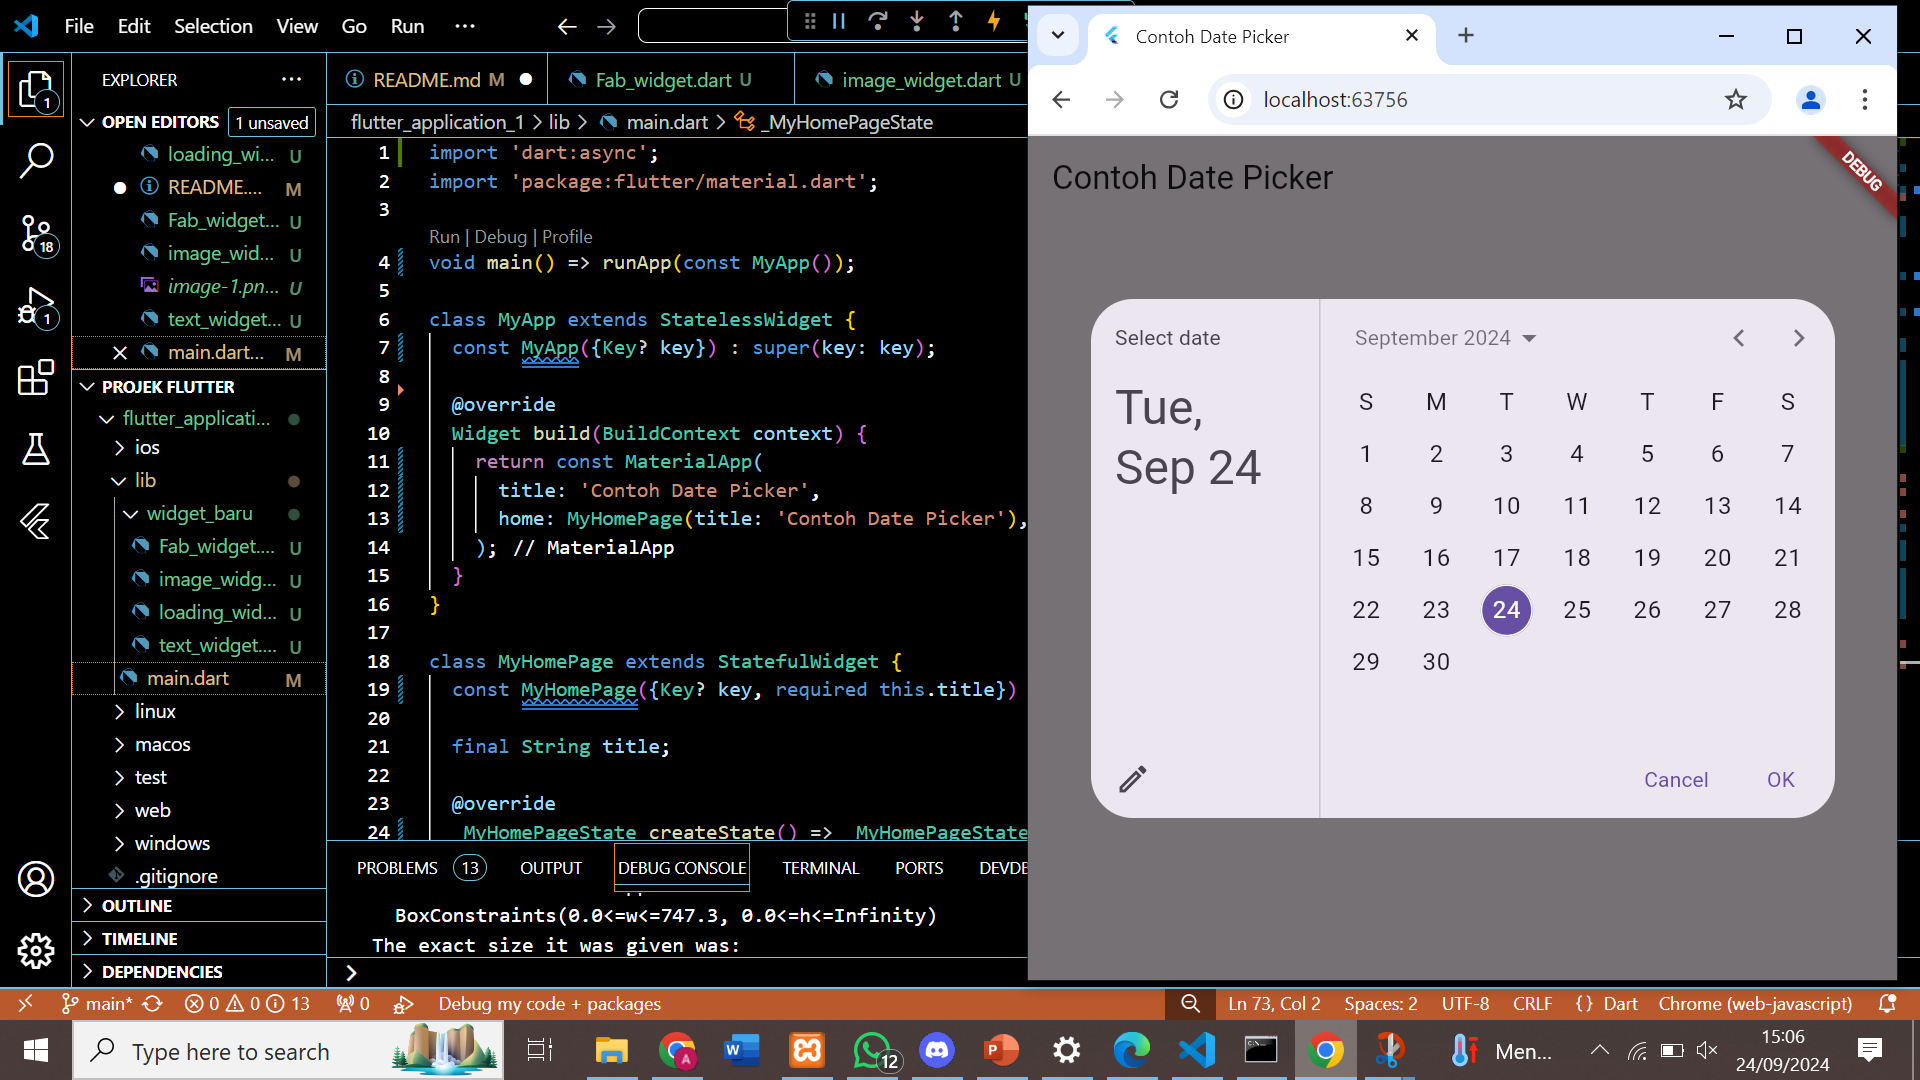 File Edit Selection View Go Run ···
EXPLORER
OPEN EDITORS 1 unsaved
loading_wi... U
README.... M
Fab_widget... U
image_wid... U
image-1.pn... U
text_widget... U
main.dart... M
PROJEK FLUTTER
flutter_applicati...
ios
lib
widget_baru
Fab_widget.... U
image_widg... U
loading_wid... U
text_widget.... U
main.dart M
linux
macos
test
web
windows
.gitignore
OUTLINE
TIMELINE
DEPENDENCIES
1
18
1
README.md M Fab_widget.dart U image_widget.dart U
flutter_application_1 > lib > main.dart > _MyHomePageState
1 import 'dart:async';
2 import 'package:flutter/material.dart';
3
Run | Debug | Profile
4 void main() => runApp(const MyApp());
5
6 class MyApp extends StatelessWidget {
7 const MyApp({Key? key}) : super(key: key);
8
9 @override
10 Widget build(BuildContext context) {
11 return const MaterialApp(
12 title: 'Contoh Date Picker',
13 home: MyHomePage(title: 'Contoh Date Picker'),
14 ); // MaterialApp
15 }
16 }
17
18 class MyHomePage extends StatefulWidget {
19 const MyHomePage({Key? key, required this.title})
20
21 final String title;
22
23 @override
24 _MyHomePageState createState() => _MyHomePageState
PROBLEMS 13 OUTPUT DEBUG CONSOLE TERMINAL PORTS DEVDE
BoxConstraints(0.0<=w<=747.3, 0.0<=h<=Infinity)
The exact size it was given was:
>
Contoh Date Picker
localhost:63756
Contoh Date Picker
DEBUG
Select date
Tue,
Sep 24
September 2024
S M T W T F S
1 2 3 4 5 6 7
8 9 10 11 12 13 14
15 16 17 18 19 20 21
22 23 24 25 26 27 28
29 30
Cancel OK
main* 0 0 13 0 Debug my code + packages Ln 73, Col 2 Spaces: 2 UTF-8 CRLF {} Dart Chrome (web-javascript)
Type here to search
A
W
12
P
Men...
15:06
24/09/2024